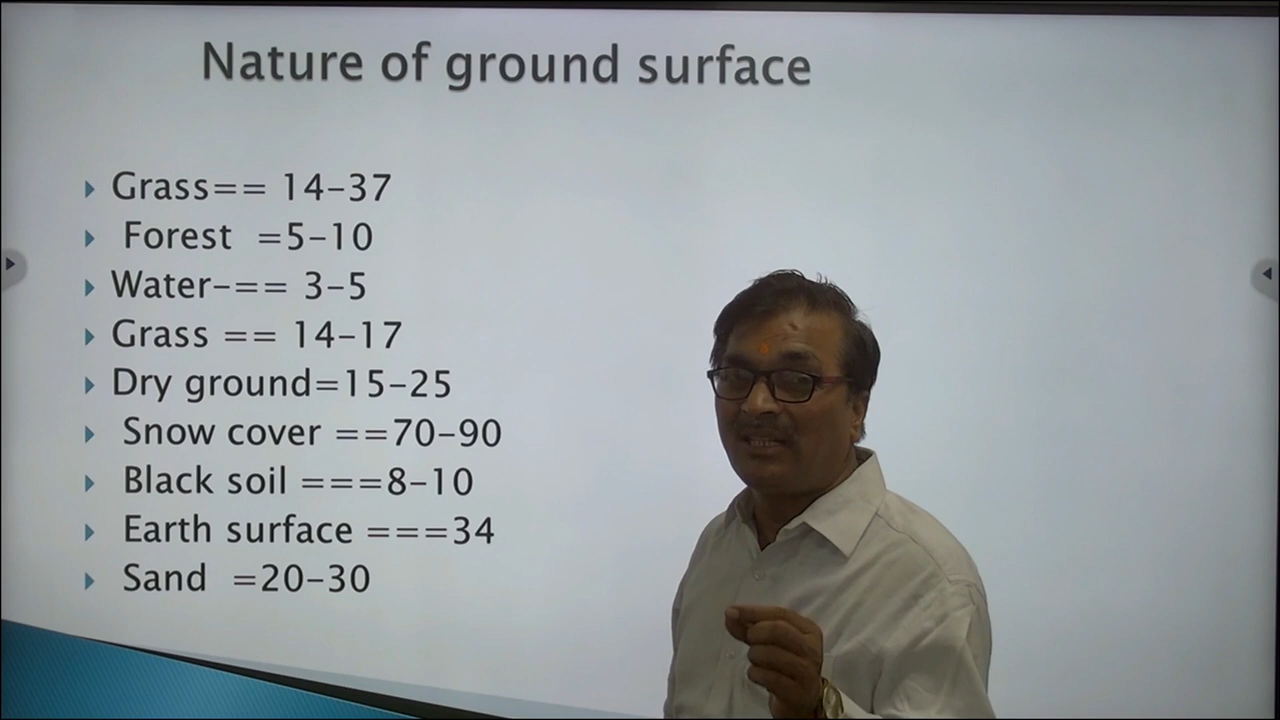 Nature of ground surface
Grass== 14-37
Forest =5-10
Water-== 3-5
Grass == 14-17
Dry ground=15-25
Snow cover ==70-90
Black soil ===8-10
Earth surface ===34
Sand =20-30